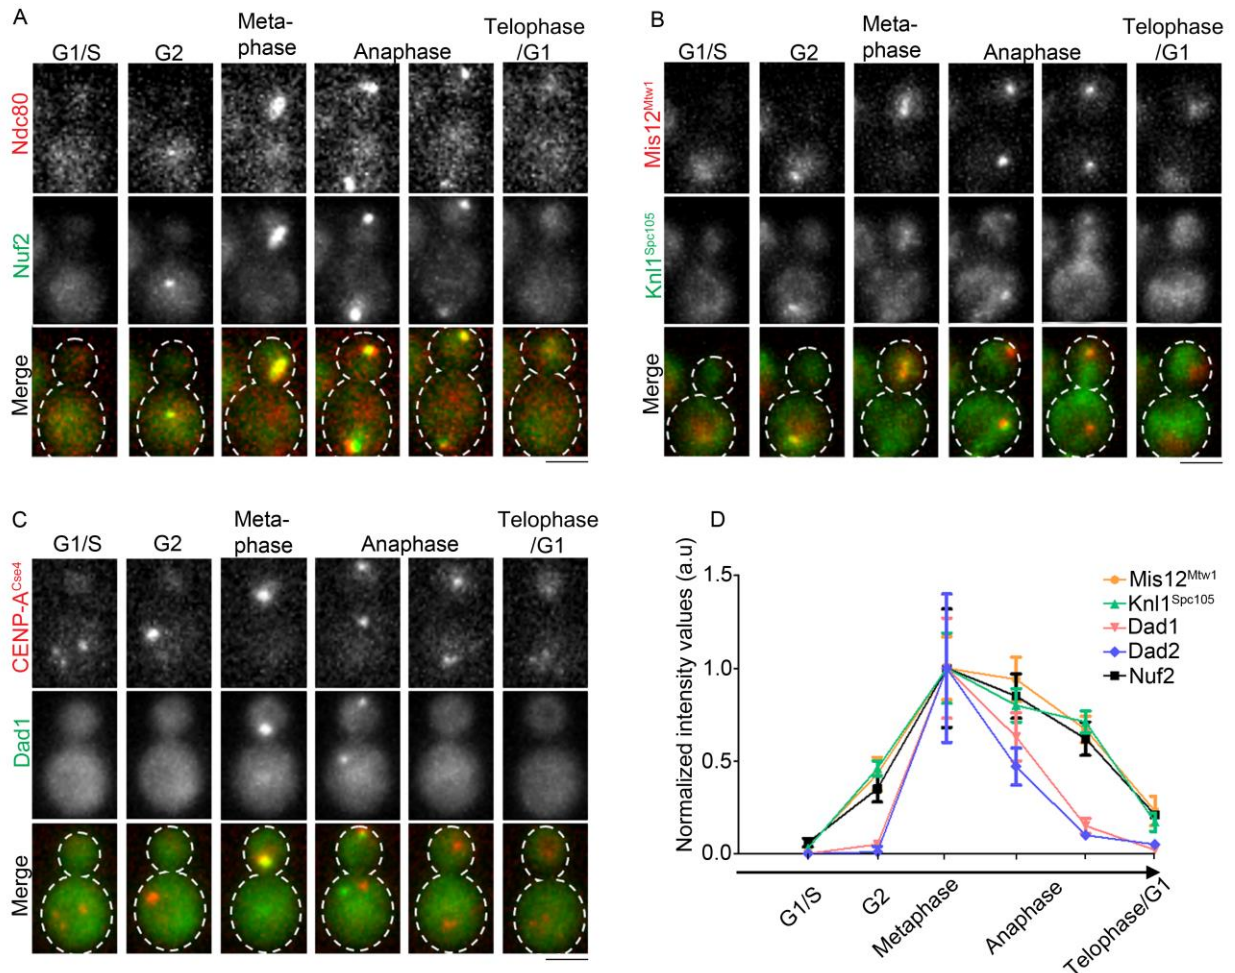 A
Meta-
phase
Telophase
/G1
G1/S
G2
Anaphase
Ndc80
Nuf2
Merge
B
Meta-
phase
Telophase
/G1
G1/S
G2
Anaphase
Mis12ᴹᵗʷ¹
Knl1ˢᵖᶜ¹⁰⁵
Merge
C
Meta-
phase
Telophase
/G1
G1/S
G2
Anaphase
CENP-Aᶜˢᵉ⁴
Dad1
Merge
D
Normalized intensity values (a.u)
1.5
1.0
0.5
0.0
Mis12ᴹᵗʷ¹
Knl1ˢᵖᶜ¹⁰⁵
Dad1
Dad2
Nuf2
G1/S
G2
Metaphase
Anaphase
Telophase/G1